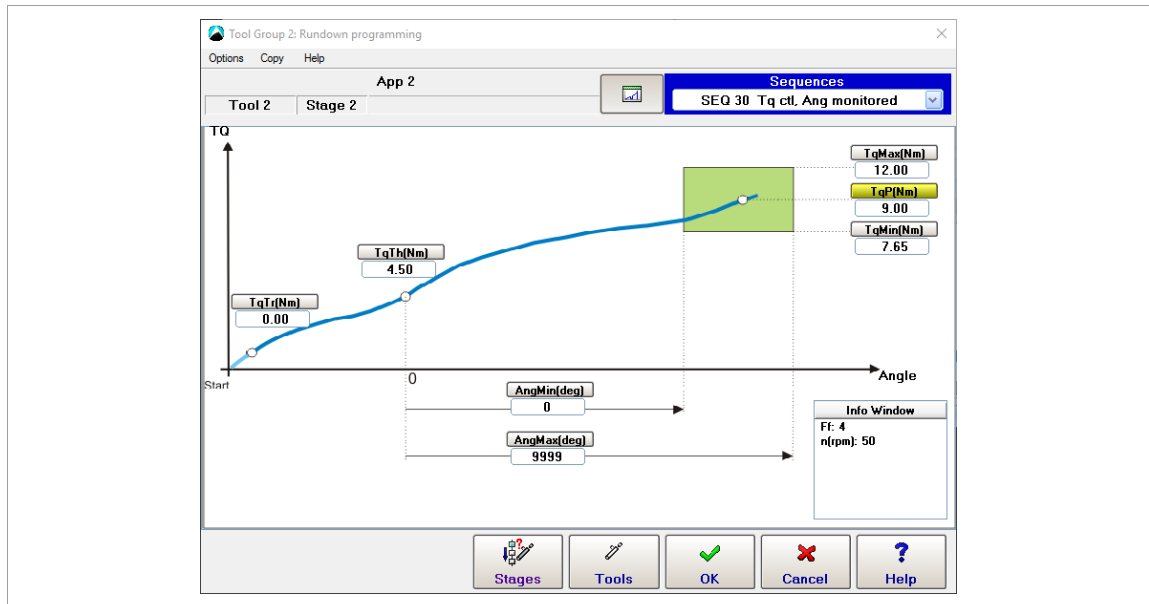 Tool Group 2: Rundown programming
Options Copy Help
App 2
Tool 2 Stage 2
Sequences
SEQ 30 Tq ctl, Ang monitored
TQ
TqMax(Nm)
12.00
TqP(Nm)
9.00
TqMin(Nm)
7.65
TqTh(Nm)
4.50
TqTr(Nm)
0.00
Start
0
Angle
AngMin(deg)
0
AngMax(deg)
9999
Info Window
Ff: 4
n(rpm): 50
Stages Tools OK Cancel Help